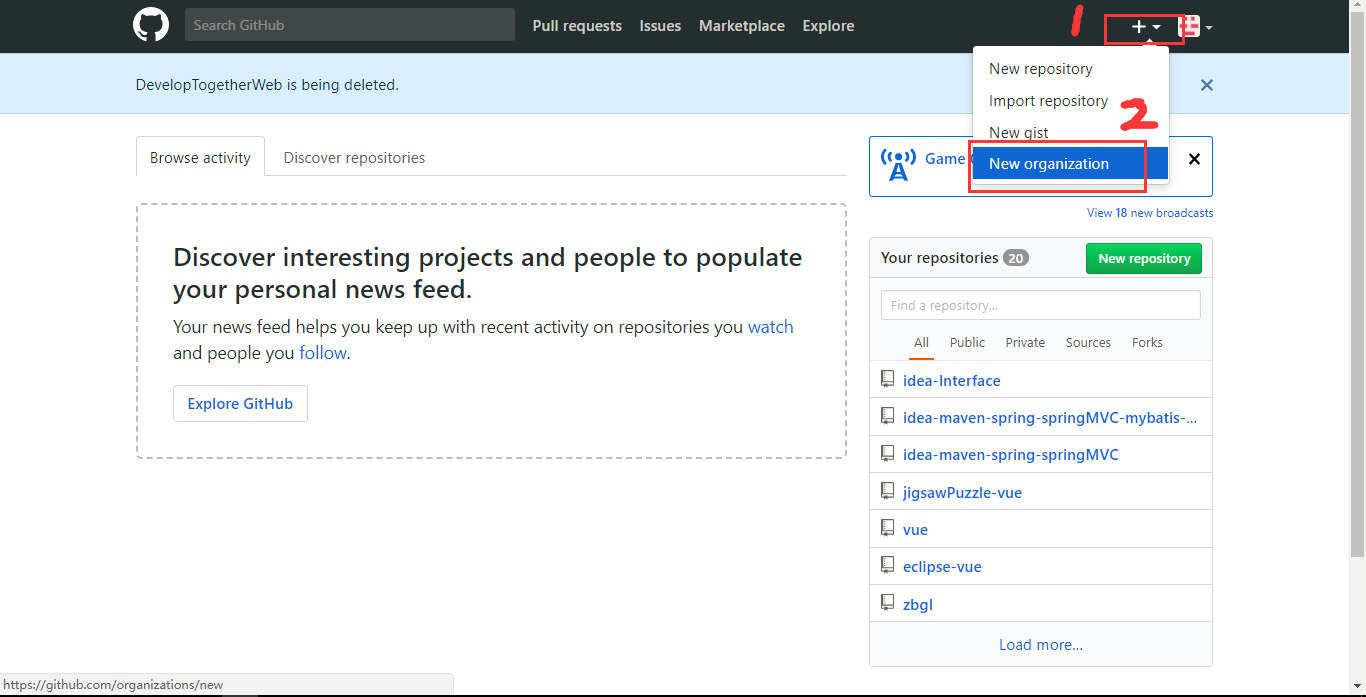 Search GitHub Pull requests Issues Marketplace Explore 1
New repository
DevelopTogetherWeb is being deleted.
Import repository
2
New gist
New organization
Browse activity Discover repositories
Game
View 18 new broadcasts
Discover interesting projects and people to populate
your personal news feed.
Your news feed helps you keep up with recent activity on repositories you watch
and people you follow.
Explore GitHub
Your repositories 20 New repository
Find a repository...
All Public Private Sources Forks
idea-Interface
idea-maven-spring-springMVC-mybatis-...
idea-maven-spring-springMVC
jigsawPuzzle-vue
vue
eclipse-vue
zbgl
Load more...
https://github.com/organizations/new